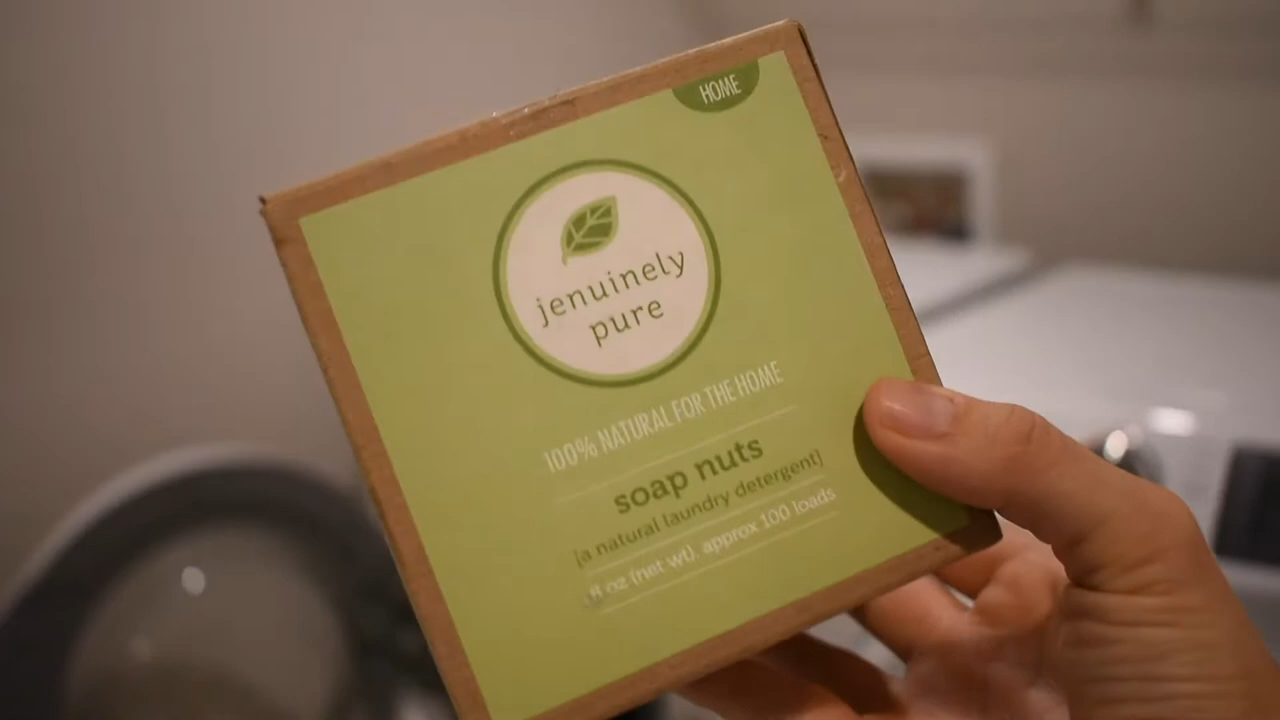 HOME
jenuinely
pure
100% NATURAL FOR THE HOME
soap nuts
[a natural laundry detergent]
8 oz (net wt), approx 100 loads